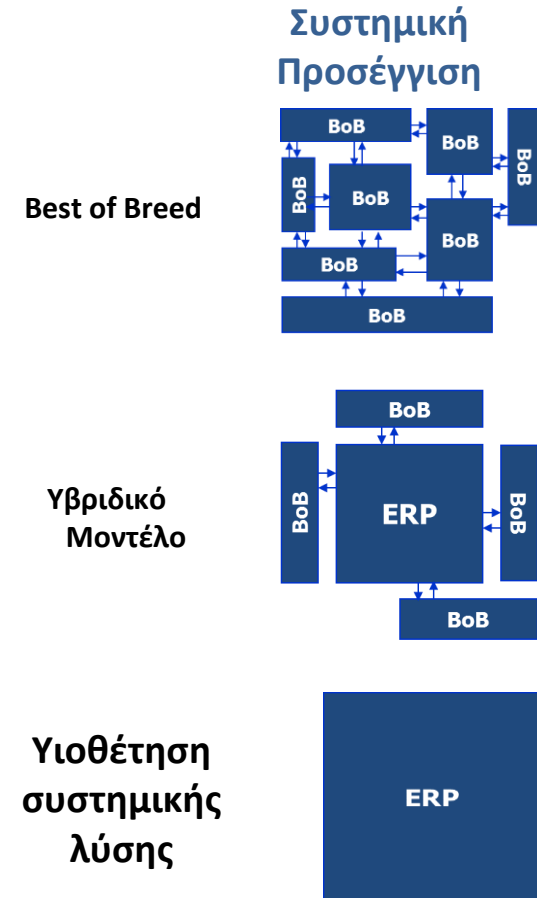 Συστημική
Προσέγγιση
BoB
BoB
BoB
Best of Breed
BoB
BoB
BoB
BoB
BoB
BoB
Υβριδικό
Μοντέλο
BoB
ERP
BoB
BoB
Υιοθέτηση
συστημικής
λύσης
ERP